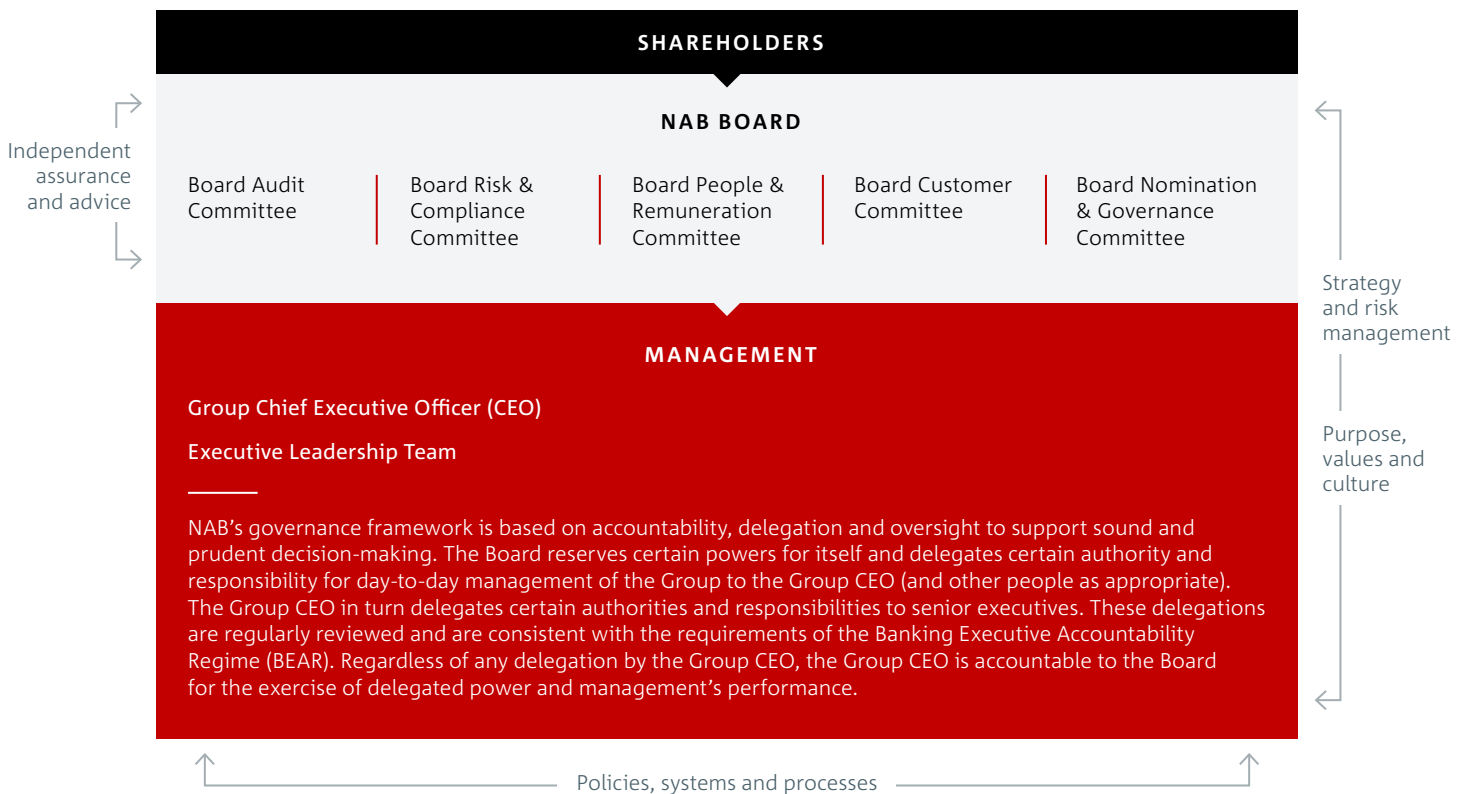 SHAREHOLDERS
NAB BOARD
Independent
assurance
and advice
Board Audit
Committee
Board Risk &
Compliance
Committee
Board People &
Remuneration
Committee
Board Customer
Committee
Board Nomination
& Governance
Committee
Strategy
and risk
management
Purpose,
values and
culture
MANAGEMENT
Group Chief Executive Officer (CEO)
Executive Leadership Team
NAB’s governance framework is based on accountability, delegation and oversight to support sound and
prudent decision-making. The Board reserves certain powers for itself and delegates certain authority and
responsibility for day-to-day management of the Group to the Group CEO (and other people as appropriate).
The Group CEO in turn delegates certain authorities and responsibilities to senior executives. These delegations
are regularly reviewed and are consistent with the requirements of the Banking Executive Accountability
Regime (BEAR). Regardless of any delegation by the Group CEO, the Group CEO is accountable to the Board
for the exercise of delegated power and management’s performance.
Policies, systems and processes